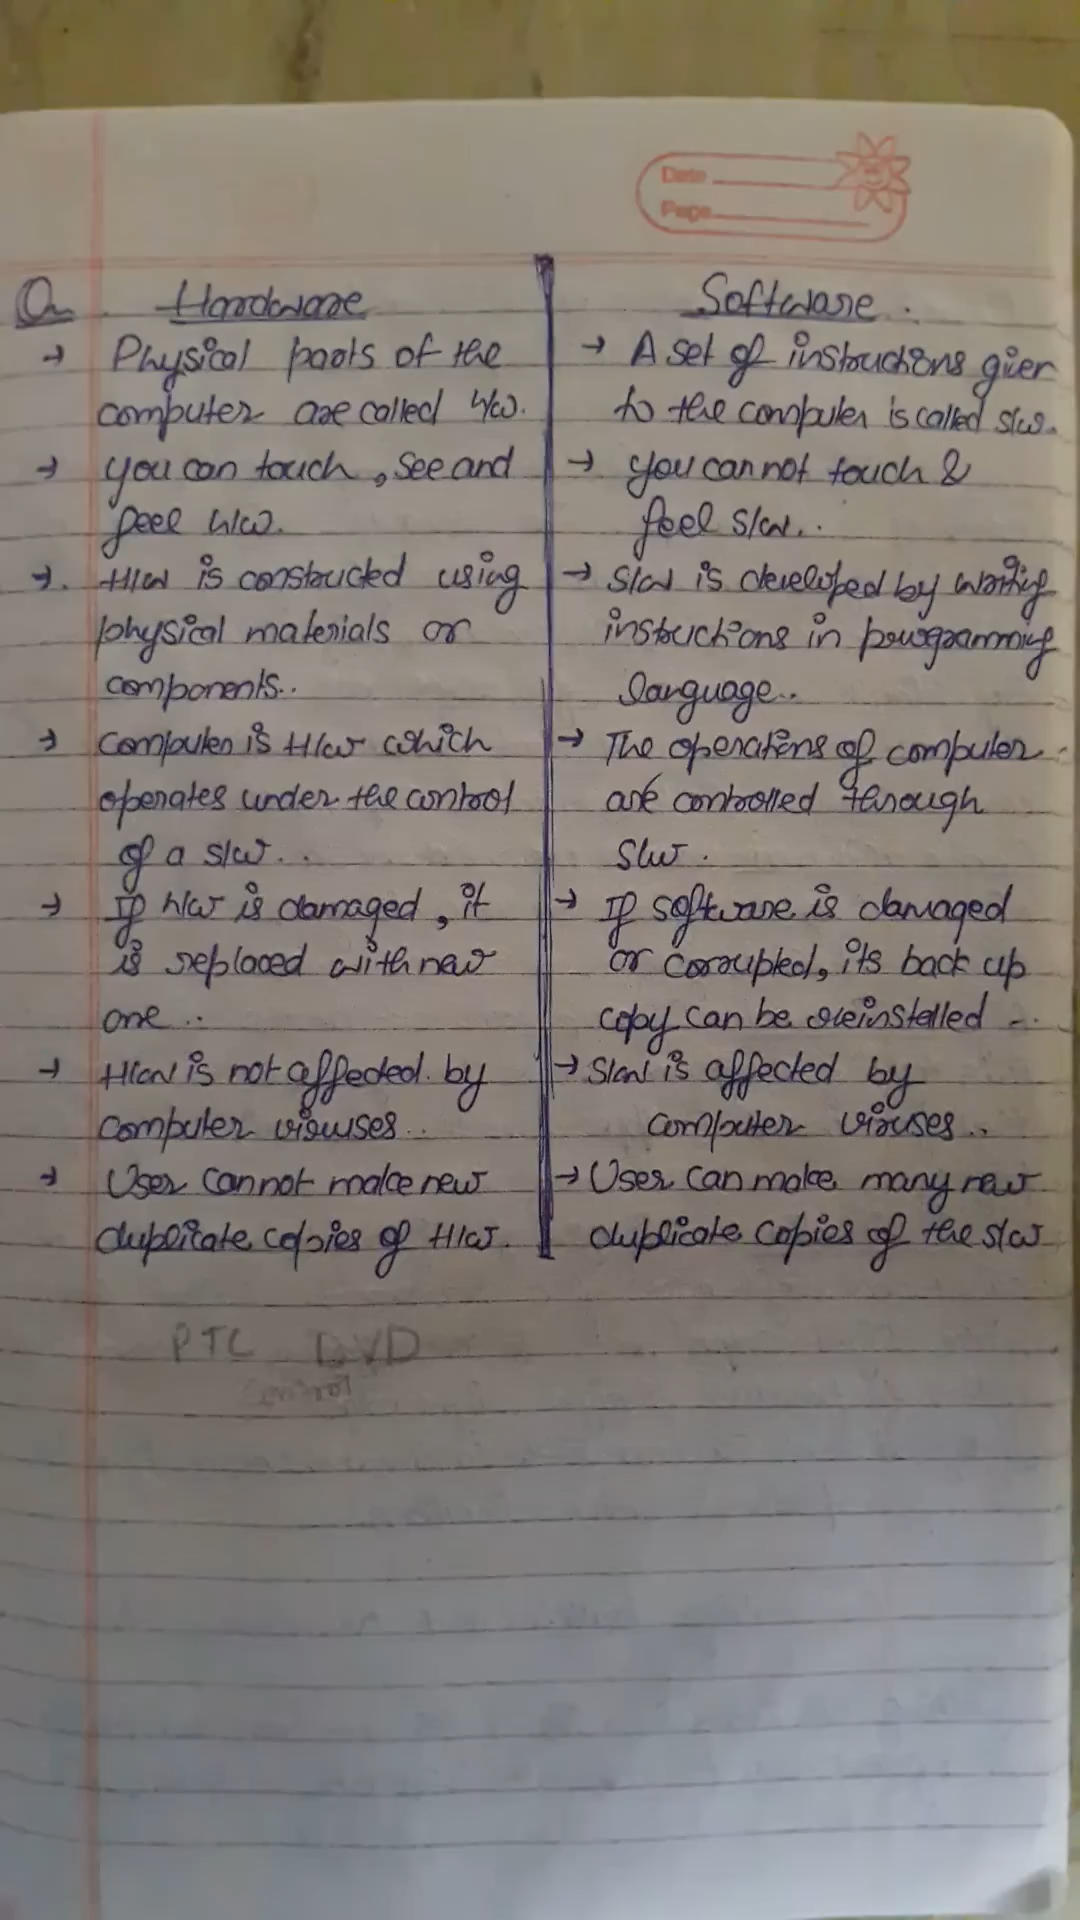 Date
Page
Q Hardware
→ Physical parts of the
computer are called h/w.
→ you can touch, see and
feel h/w.
→. H/w is constructed using
physical materials or
components..
→ Computer is H/w which
operates under the control
of a s/w...
→ If h/w is damaged, it
is replaced with new
one..
→ H/w is not affected by
computer viruses..
→ User cannot make new
duplicate copies of H/w.
Software.
→ A set of instructions given
to the computer is called s/w.
→ you can not touch &
feel S/w..
→ S/w is developed by writing
instructions in programming
language..
→ The operations of computer
are controlled through
S/w.
→ If software is damaged
or corrupted, its back up
copy can be reinstalled ..
→ S/w is affected by
computer viruses..
→ User can make many new
duplicate copies of the s/w
PTC DVD